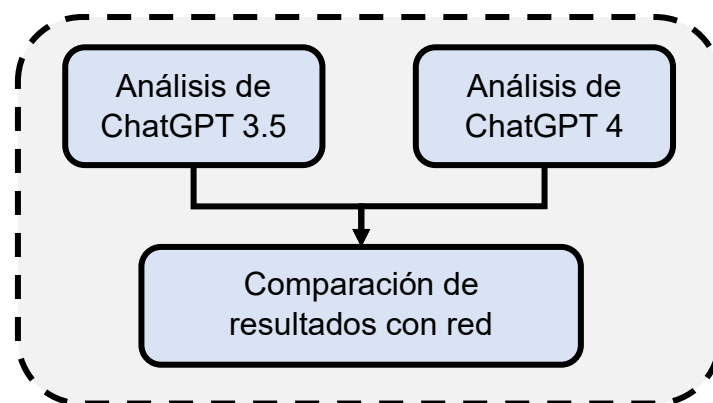 Análisis de
ChatGPT 3.5
Análisis de
ChatGPT 4
Comparación de
resultados con red